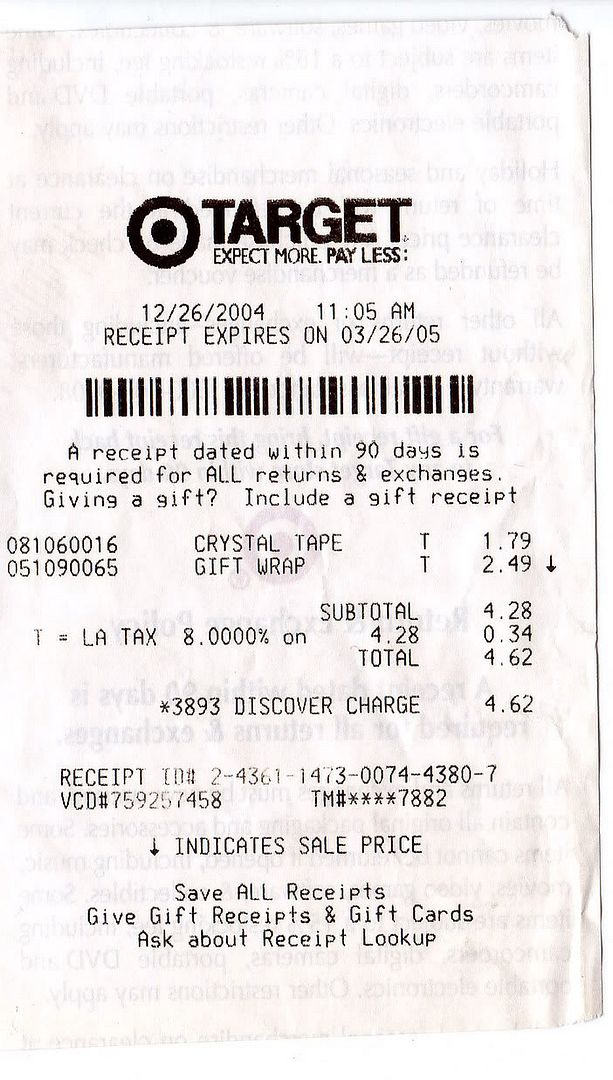 TARGET
EXPECT MORE. PAY LESS.
12/26/2004 11:05 AM
RECEIPT EXPIRES ON 03/26/05
A receipt dated within 90 days is
required for ALL returns & exchanges.
Giving a gift? Include a gift receipt
081060016 CRYSTAL TAPE T 1.79
051090065 GIFT WRAP T 2.49 ↓
SUBTOTAL 4.28
T = LA TAX 8.0000% on 4.28 0.34
TOTAL 4.62
*3893 DISCOVER CHARGE 4.62
RECEIPT ID# 2-4361-1473-0074-4380-7
VCD#759257458 TM#****7882
↓ INDICATES SALE PRICE
Save ALL Receipts
Give Gift Receipts & Gift Cards
Ask about Receipt Lookup